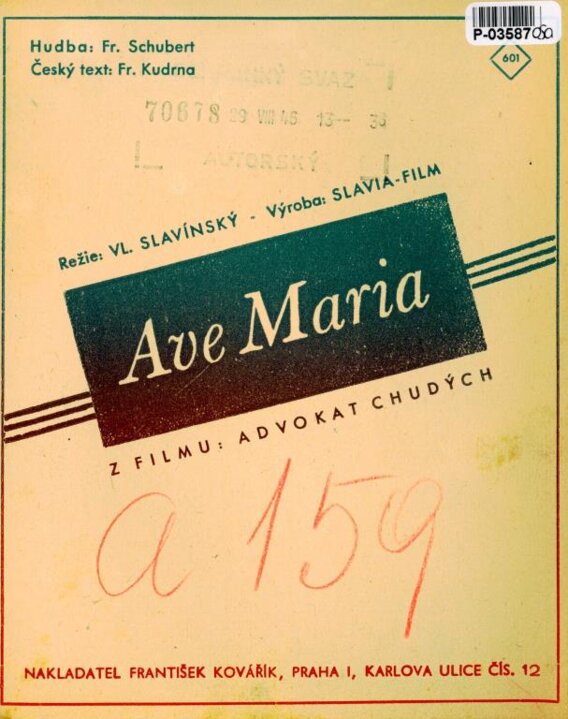 P-03587
601
Hudba: Fr. Schubert
Český text: Fr. Kudrna
SVAZ
70678 29 VIII 46 13-- 
AUTORSKÝ
Režie: VL. SLAVÍNSKÝ - Výroba: SLAVIA-FILM
Ave Maria
Z FILMU: ADVOKAT CHUDÝCH
a 159
NAKLADATEL FRANTIŠEK KOVÁŘÍK, PRAHA I, KARLOVA ULICE ČÍS. 12